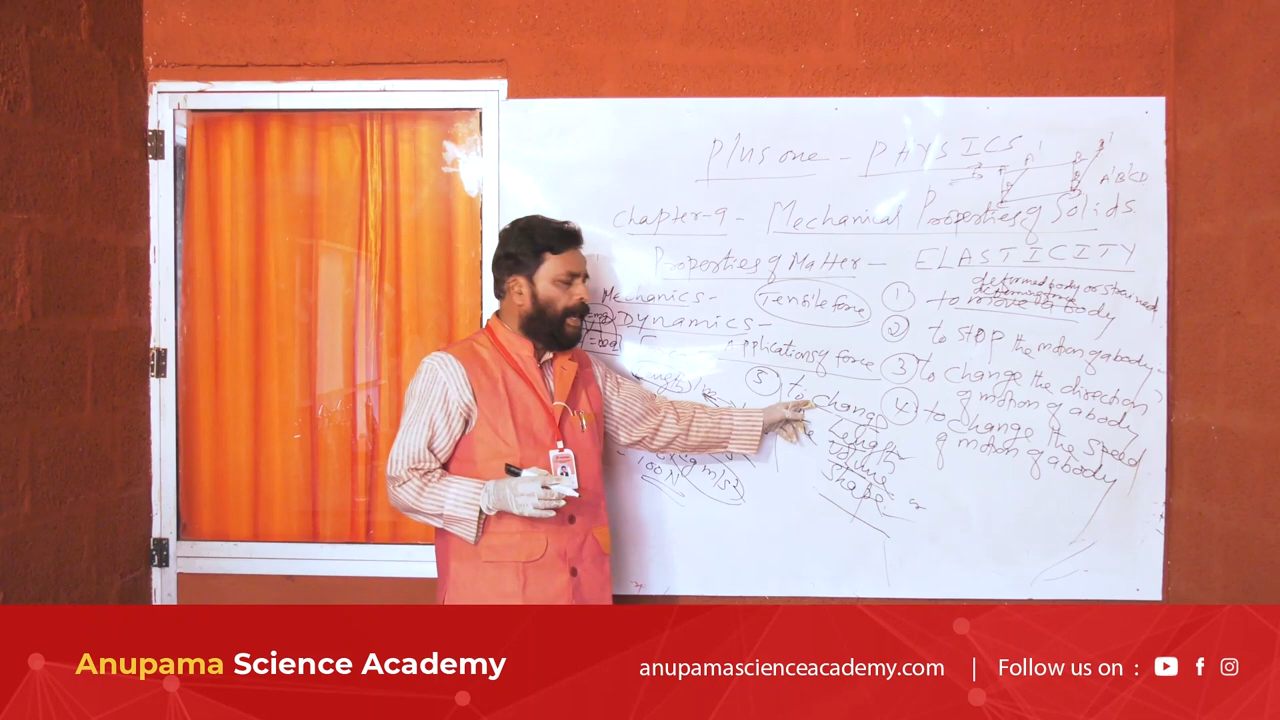 Plus one - PHYSICS
A'
B
B'
A'B'CD
Chapter-9 - Mechanical Properties of Solids.
Properties of Matter - ELASTICITY
Mechanics -
Tensile force
deformed body or strained
① to move a body
Dynamics -
② to stop the motion of a body -
Applications of force
③ to change the direction
of motion of a body
④ to change the speed
of motion of a body
⑤ to change
Length
Volume
Shape.
100N
Anupama Science Academy
anupamascienceacademy.com | Follow us on :